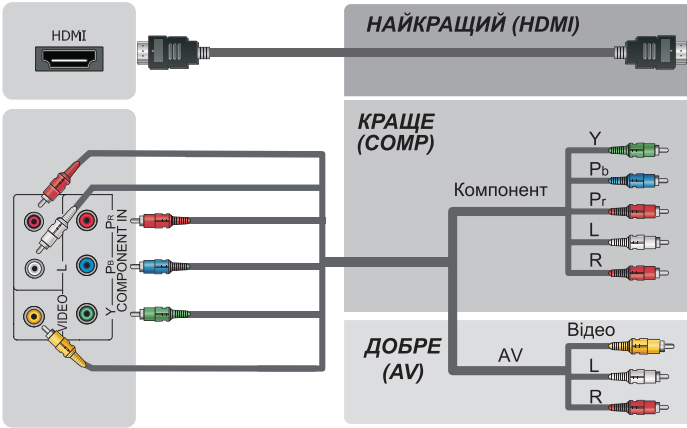 HDMI
НАЙКРАЩИЙ (HDMI)
КРАЩЕ
(COMP)
Компонент
Y
Pb
Pr
L
R
L
VIDEO
Y
PB
PR
COMPONENT IN
ДОБРЕ
(AV)
AV
Відео
L
R